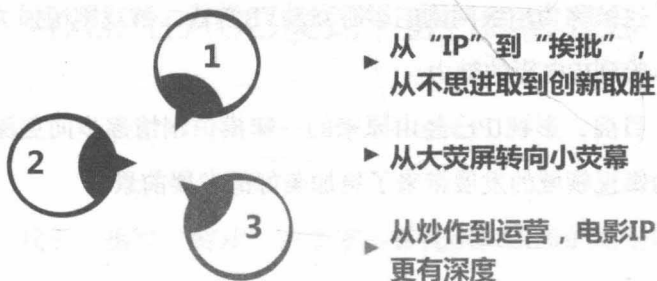 1
从“IP”到“挨批”，
从不思进取到创新取胜
2
从大荧屏转向小荧幕
3
从炒作到运营，电影IP
更有深度